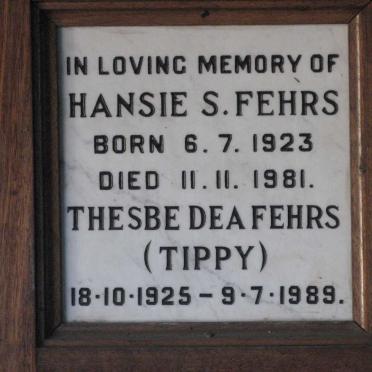 IN LOVING MEMORY OF
HANSIE S. FEHRS
BORN 6. 7. 1923
DIED 11. 11. 1981.
THESBE DEA FEHRS
(TIPPY)
18·10·1925 – 9·7·1989.